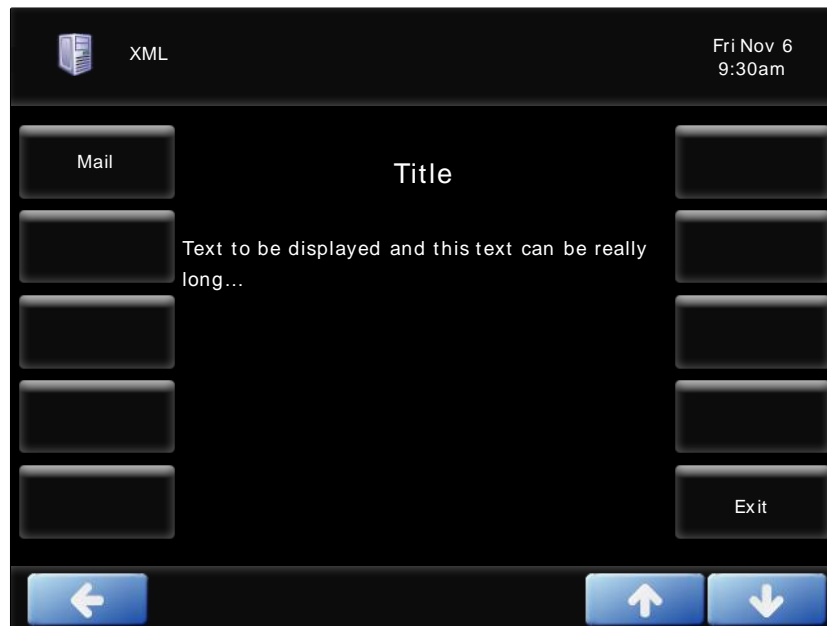 XML
Fri Nov 6
9:30am
Mail
Title
Text to be displayed and this text can be really
long...
Exit